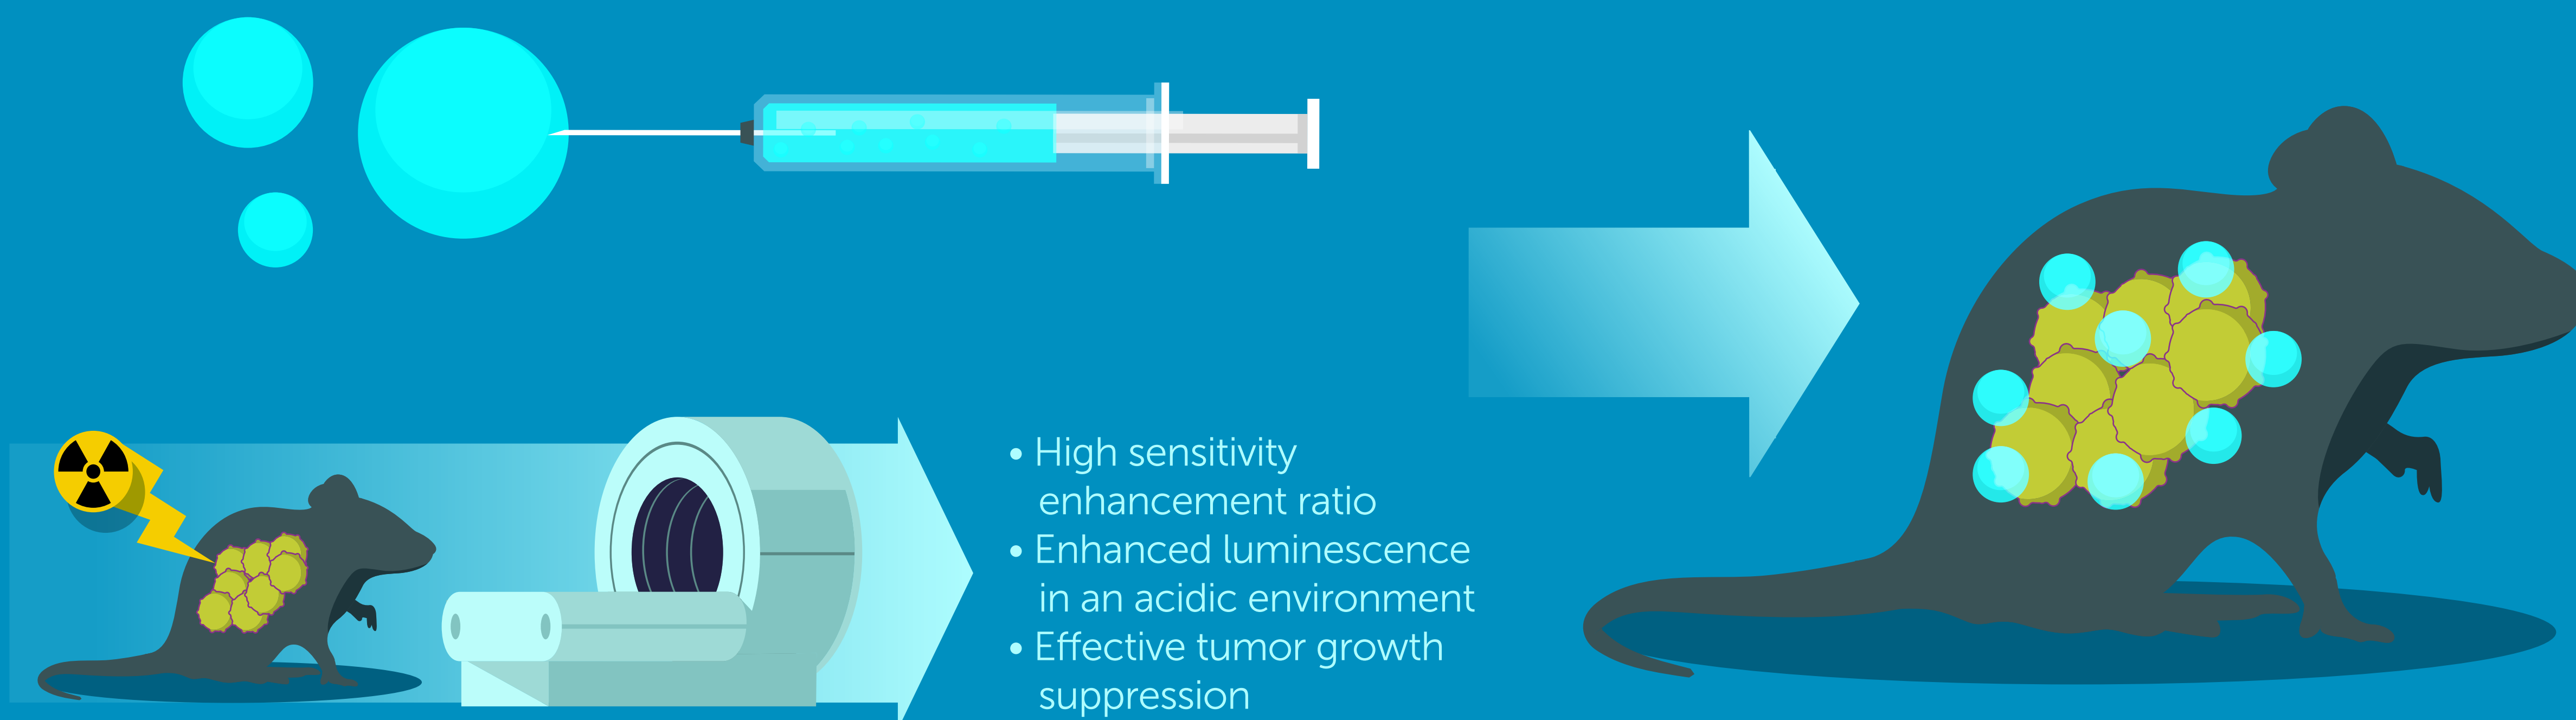 • High sensitivity
enhancement ratio
• Enhanced luminescence
in an acidic environment
• Effective tumor growth
suppression